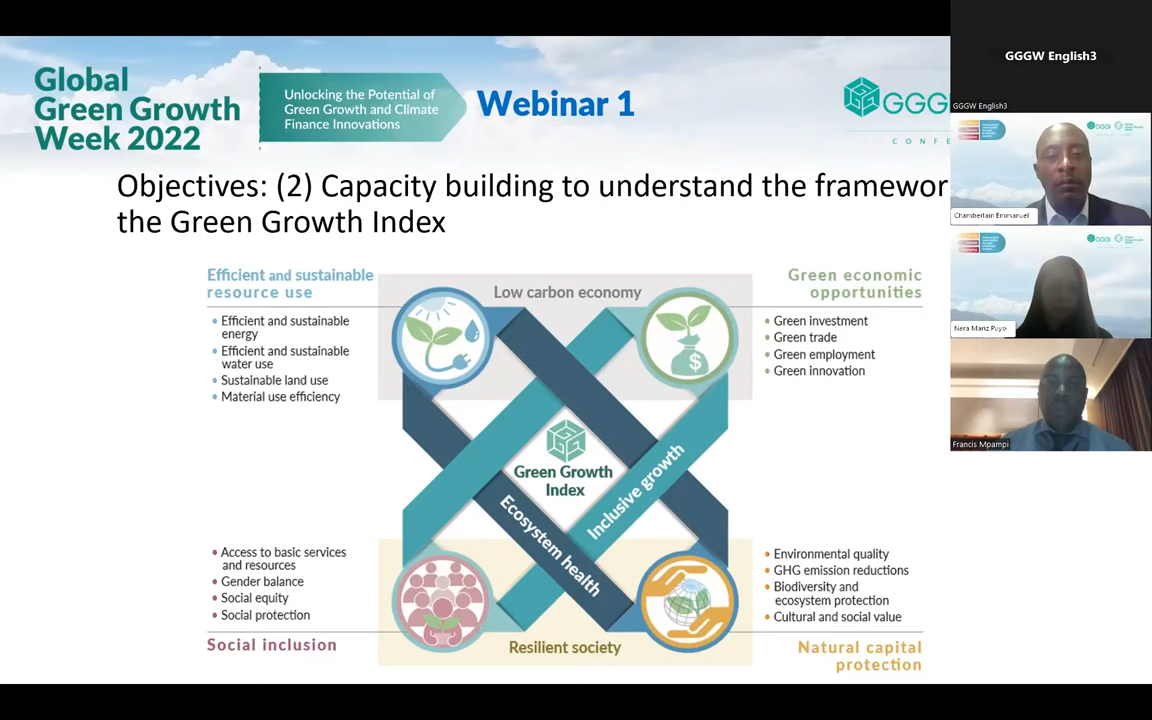 Global
Green Growth
Week 2022
Unlocking the Potential of
Green Growth and Climate
Finance Innovations
Webinar 1
GGG
CONFE
Objectives: (2) Capacity building to understand the framewor
the Green Growth Index
Efficient and sustainable
resource use
• Efficient and sustainable
energy
• Efficient and sustainable
water use
• Sustainable land use
• Material use efficiency
Low carbon economy
Green economic
opportunities
• Green investment
• Green trade
• Green employment
• Green innovation
$
Green Growth
Index
Ecosystem health
Inclusive growth
• Access to basic services
and resources
• Gender balance
• Social equity
• Social protection
Social inclusion
Resilient society
• Environmental quality
• GHG emission reductions
• Biodiversity and
ecosystem protection
• Cultural and social value
Natural capital
protection
GGGW English3
GGGW English3
GGGI
Chamberlain Emmanuel
GGGI
Nera Mariz Puyo
Francis Mpampi